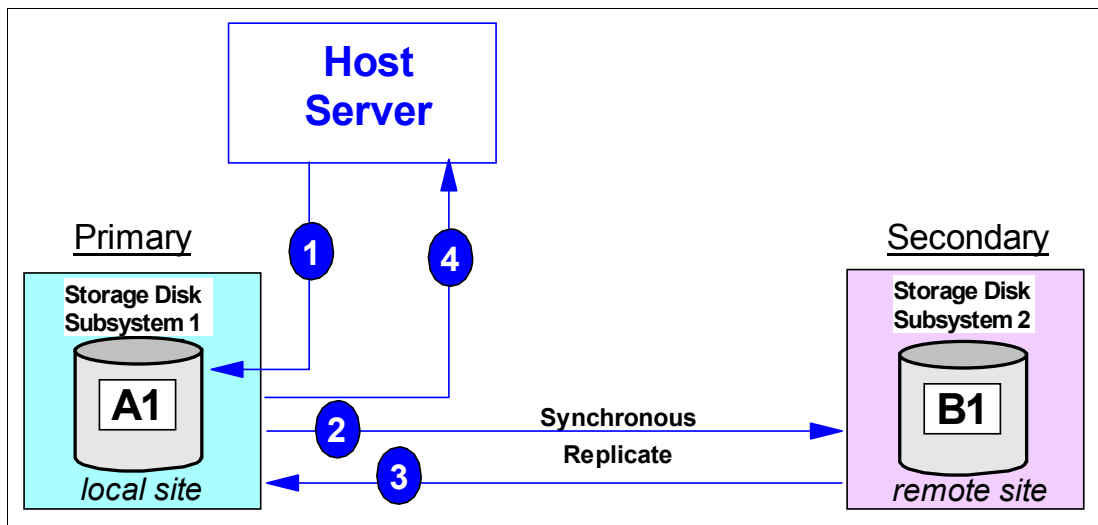 Host
Server
1
4
Primary
Secondary
Storage Disk
Subsystem 1
Storage Disk
Subsystem 2
A1
B1
2
Synchronous
Replicate
3
local site
remote site